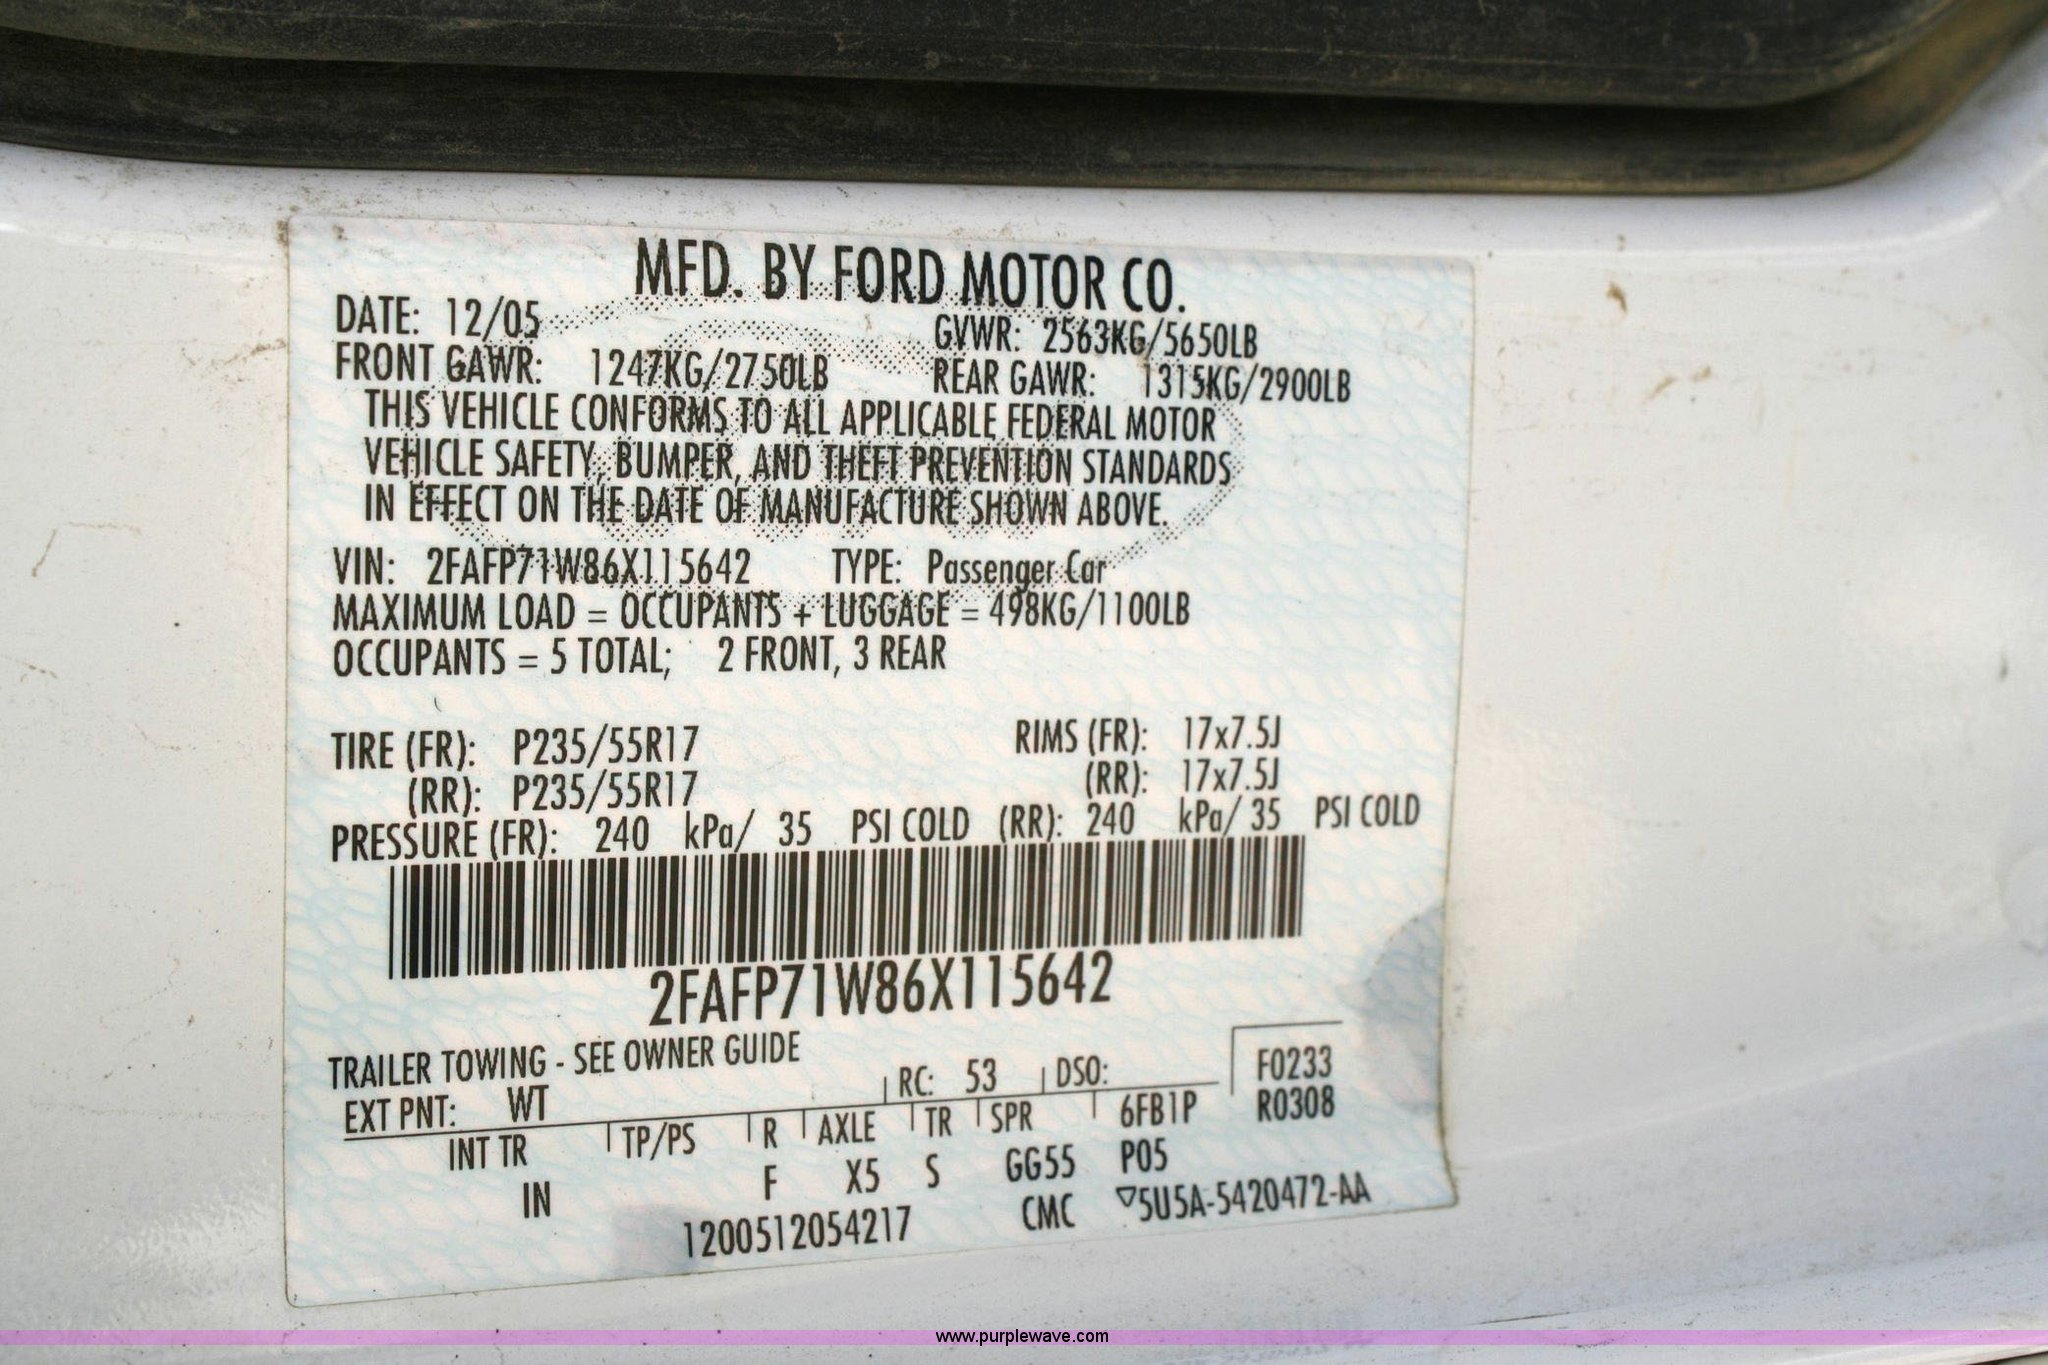 MFD. BY FORD MOTOR CO.
DATE: 12/05
GVWR: 2563KG/5650LB
FRONT GAWR: 1247KG/2750LB
REAR GAWR: 1315KG/2900LB
THIS VEHICLE CONFORMS TO ALL APPLICABLE FEDERAL MOTOR
VEHICLE SAFETY, BUMPER, AND THEFT PREVENTION STANDARDS
IN EFFECT ON THE DATE OF MANUFACTURE SHOWN ABOVE.
VIN: 2FAFP71W86X115642 TYPE: Passenger Car
MAXIMUM LOAD = OCCUPANTS + LUGGAGE = 498KG/1100LB
OCCUPANTS = 5 TOTAL; 2 FRONT, 3 REAR
TIRE (FR): P235/55R17 RIMS (FR): 17x7.5J
(RR): P235/55R17 (RR): 17x7.5J
PRESSURE (FR): 240 kPa/ 35 PSI COLD (RR): 240 kPa/ 35 PSI COLD
2FAFP71W86X115642
TRAILER TOWING - SEE OWNER GUIDE
EXT PNT: WT RC: 53 DSO: F0233
INT TR TP/PS R AXLE TR SPR 6FB1P R0308
IN F X5 S GG55 P05
1200512054217 CMC ▽5U5A-5420472-AA
www.purplewave.com